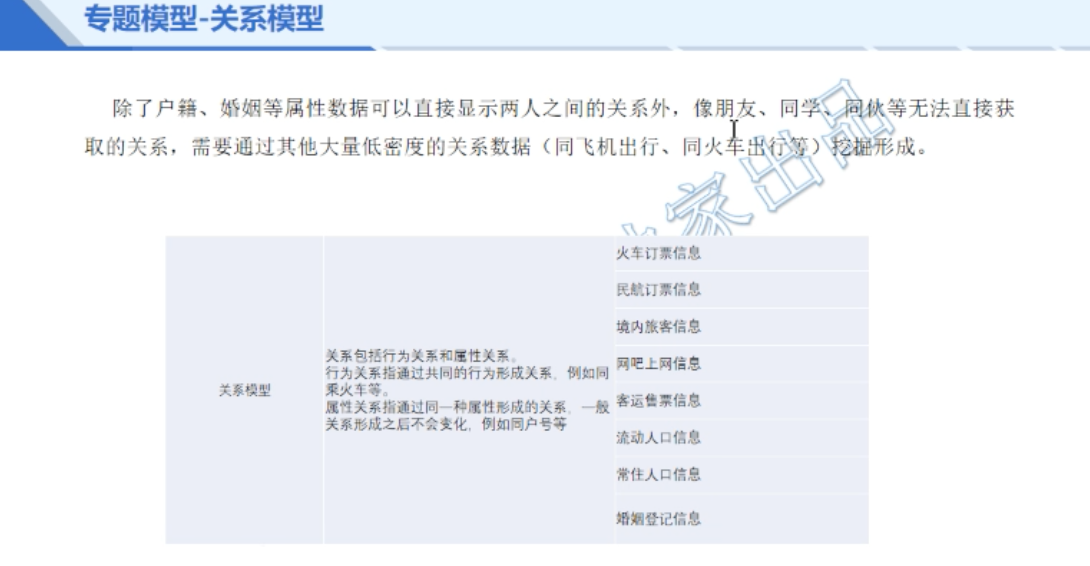 专题模型-关系模型
除了户籍、婚姻等属性数据可以直接显示两人之间的关系外，像朋友、同学、同伙等无法直接获
取的关系，需要通过其他大量低密度的关系数据（同飞机出行、同火车出行等）挖掘形成。
家出品
火车订票信息
民航订票信息
境内旅客信息
关系包括行为关系和属性关系。
行为关系指通过共同的行为形成关系，例如同
网吧上网信息
乘火车等。
关系模型
客运售票信息
属性关系指通过同一种属性形成的关系，一般
关系形成之后不会变化，例如同户号等
流动人口信息
常住人口信息
婚姻登记信息